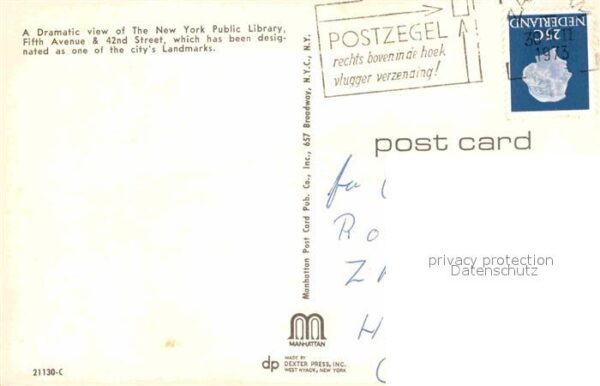 A Dramatic view of The New York Public Library,
Fifth Avenue & 42nd Street, which has been desig-
nated as one of the city's Landmarks.
POSTZEGEL
rechts boven in de hoek
vlugger verzending!
NEDERLAND
25C
1973
post card
Manhattan Post Card Pub. Co., Inc., 657 Broadway, N.Y.C., N.Y.
privacy protection
Datenschutz
MANHATTAN
dp
MADE BY
DEXTER PRESS, INC.
WEST NYACK, NEW YORK
21130-C